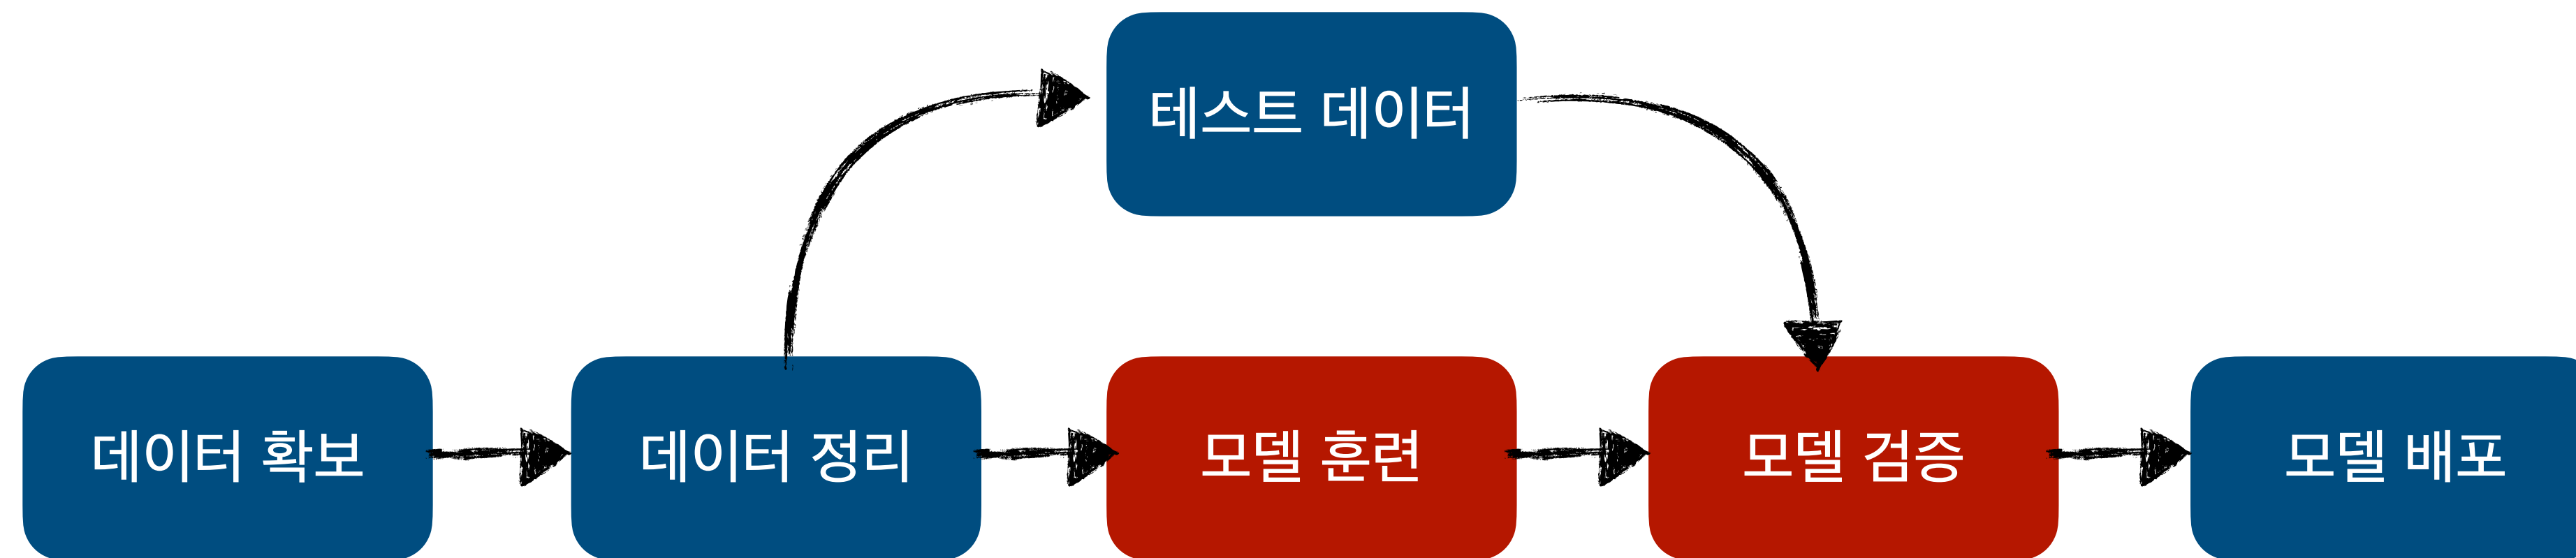 테스트 데이터
데이터 확보
데이터 정리
모델 훈련
모델 검증
모델 배포